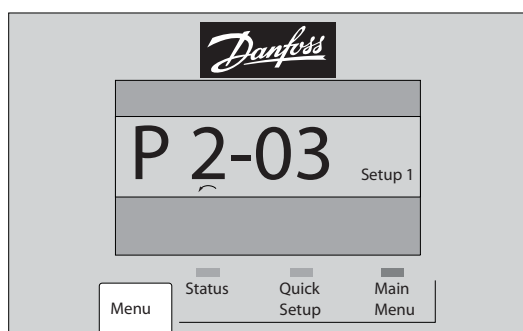 Danfoss
P 2-03
Setup 1
Status
Quick Setup
Main Menu
Menu